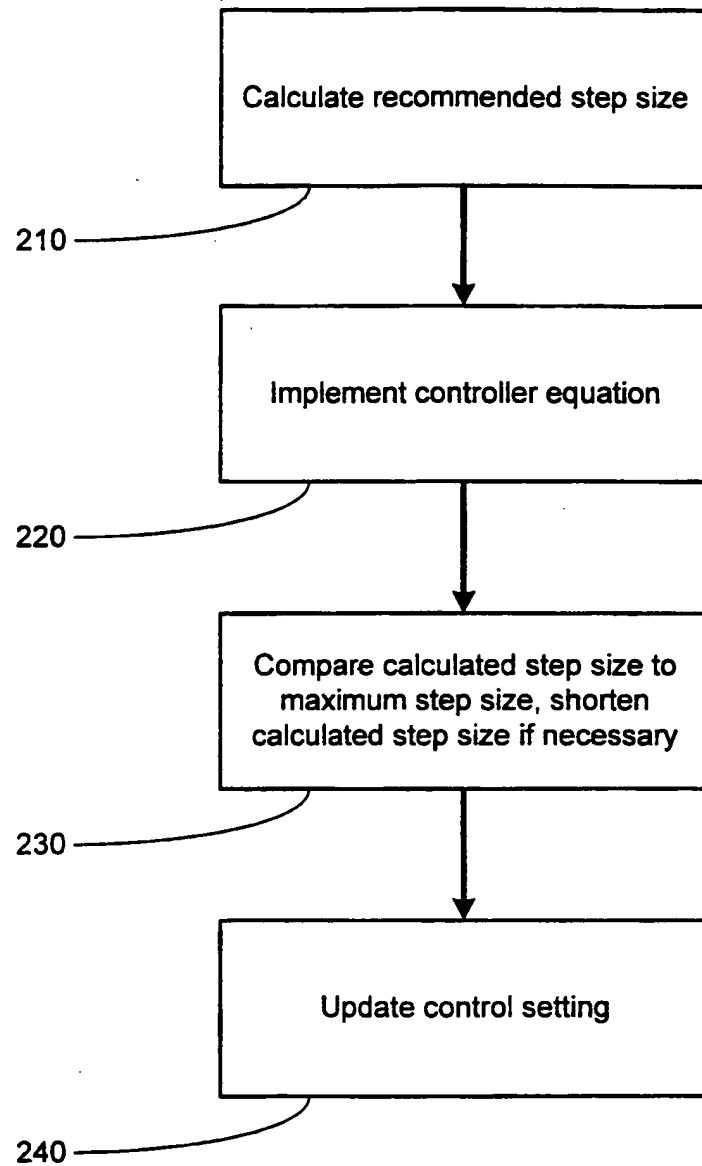 Calculate recommended step size
210
Implement controller equation
220
Compare calculated step size to
maximum step size, shorten
calculated step size if necessary
230
Update control setting
240